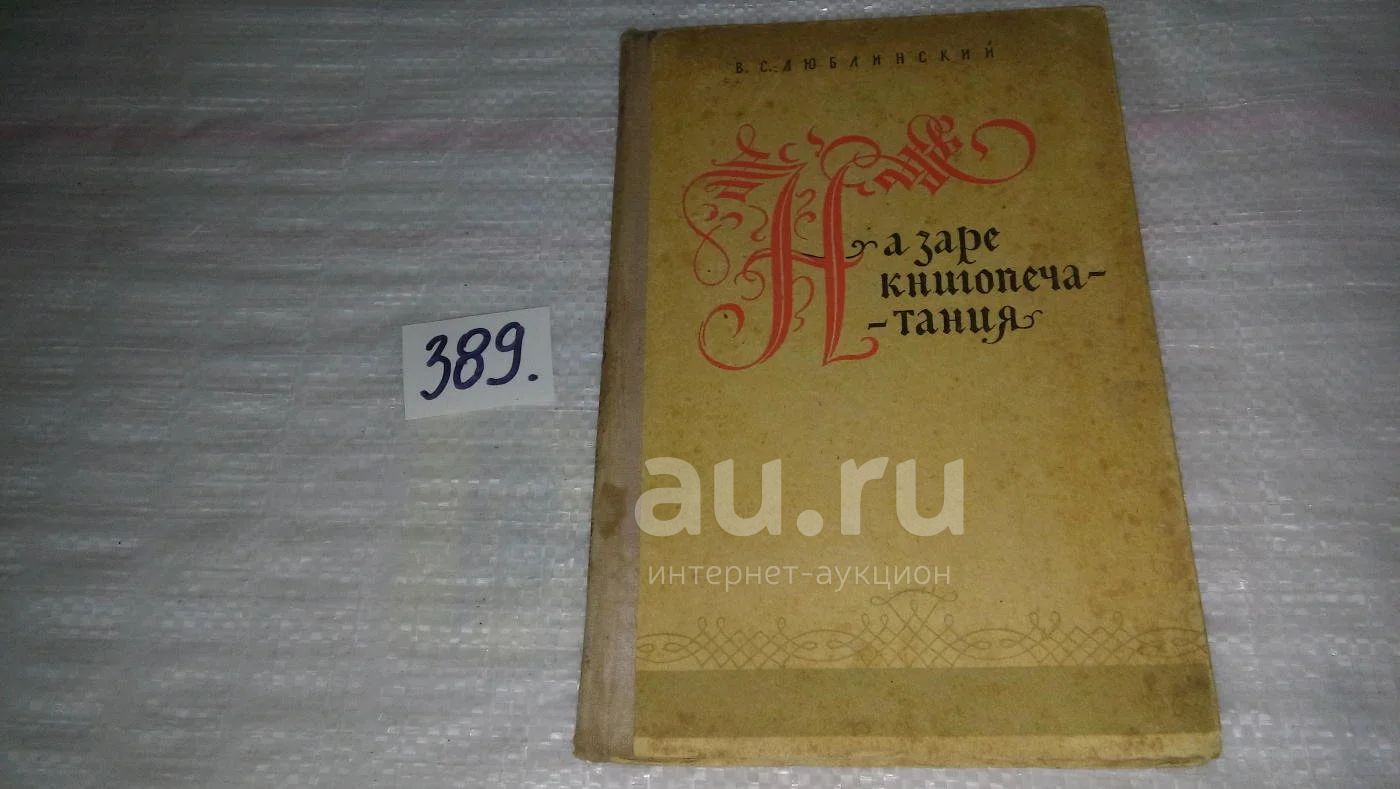 В. С. ЛЮБЛИНСКИЙ
На заре
книгопеча-
-тания
389.
au.ru
интернет-аукцион